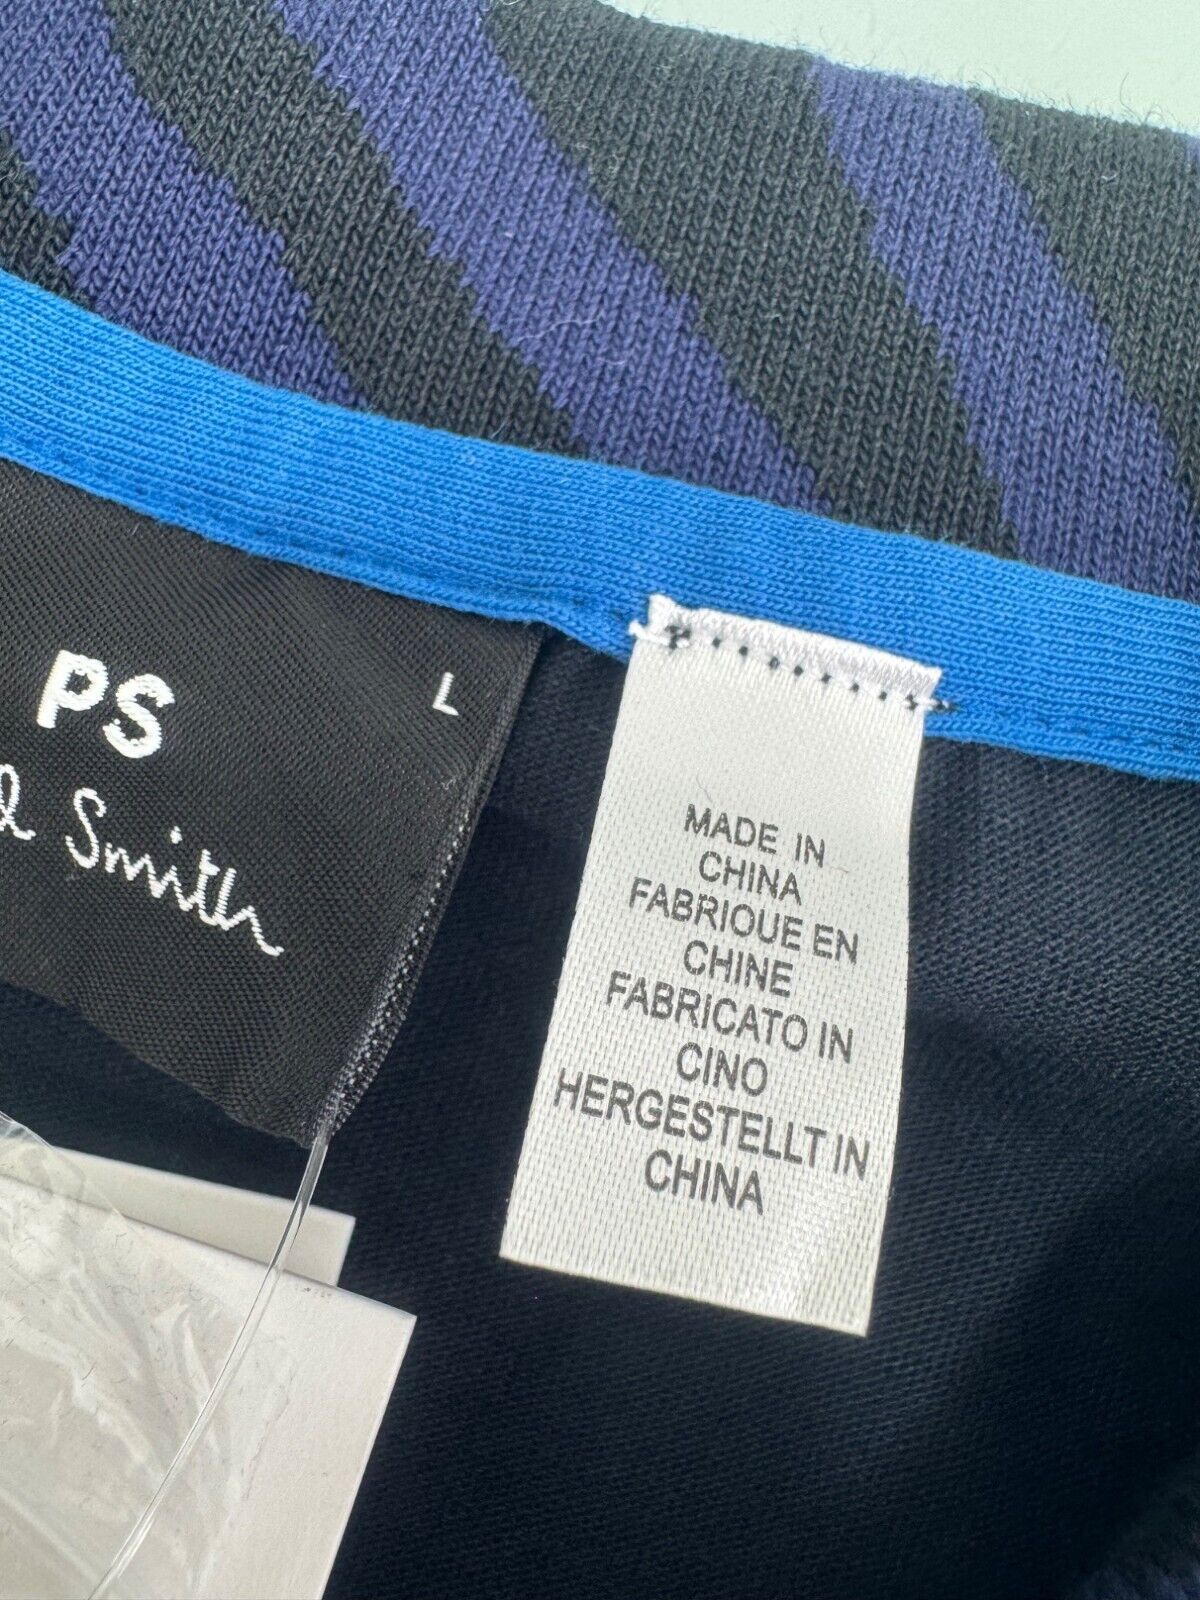 PS
L
Smith
MADE IN
CHINA
FABRIQUE EN
CHINE
FABRICATO IN
CINO
HERGESTELLT IN
CHINA